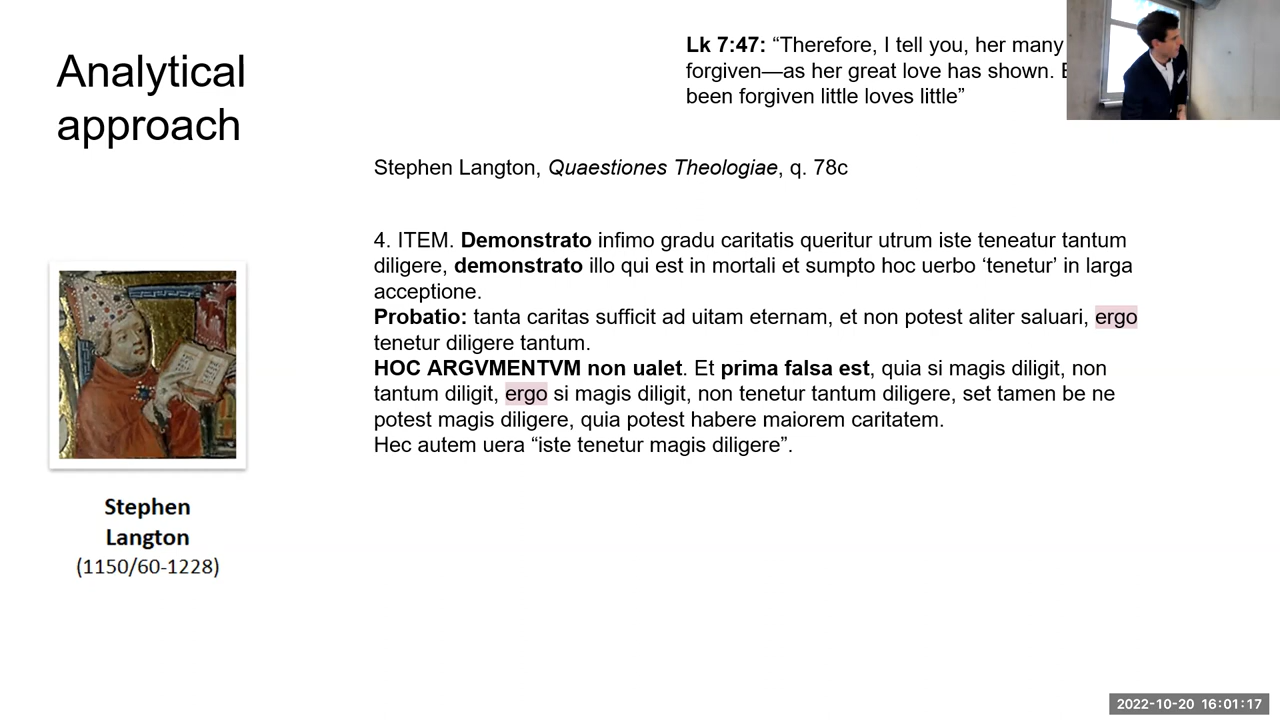 Analytical
approach
Lk 7:47: “Therefore, I tell you, her many
forgiven—as her great love has shown.
been forgiven little loves little”
Stephen Langton, Quaestiones Theologiae, q. 78c
4. ITEM. Demonstrato infimo gradu caritatis queritur utrum iste teneatur tantum
diligere, demonstrato illo qui est in mortali et sumpto hoc uerbo ‘tenetur’ in larga
acceptione.
Probatio: tanta caritas sufficit ad uitam eternam, et non potest aliter saluari, ergo
tenetur diligere tantum.
HOC ARGVMENTVM non ualet. Et prima falsa est, quia si magis diligit, non
tantum diligit, ergo si magis diligit, non tenetur tantum diligere, set tamen be ne
potest magis diligere, quia potest habere maiorem caritatem.
Hec autem uera “iste tenetur magis diligere”.
Stephen
Langton
(1150/60-1228)
2022-10-20 16:01:17